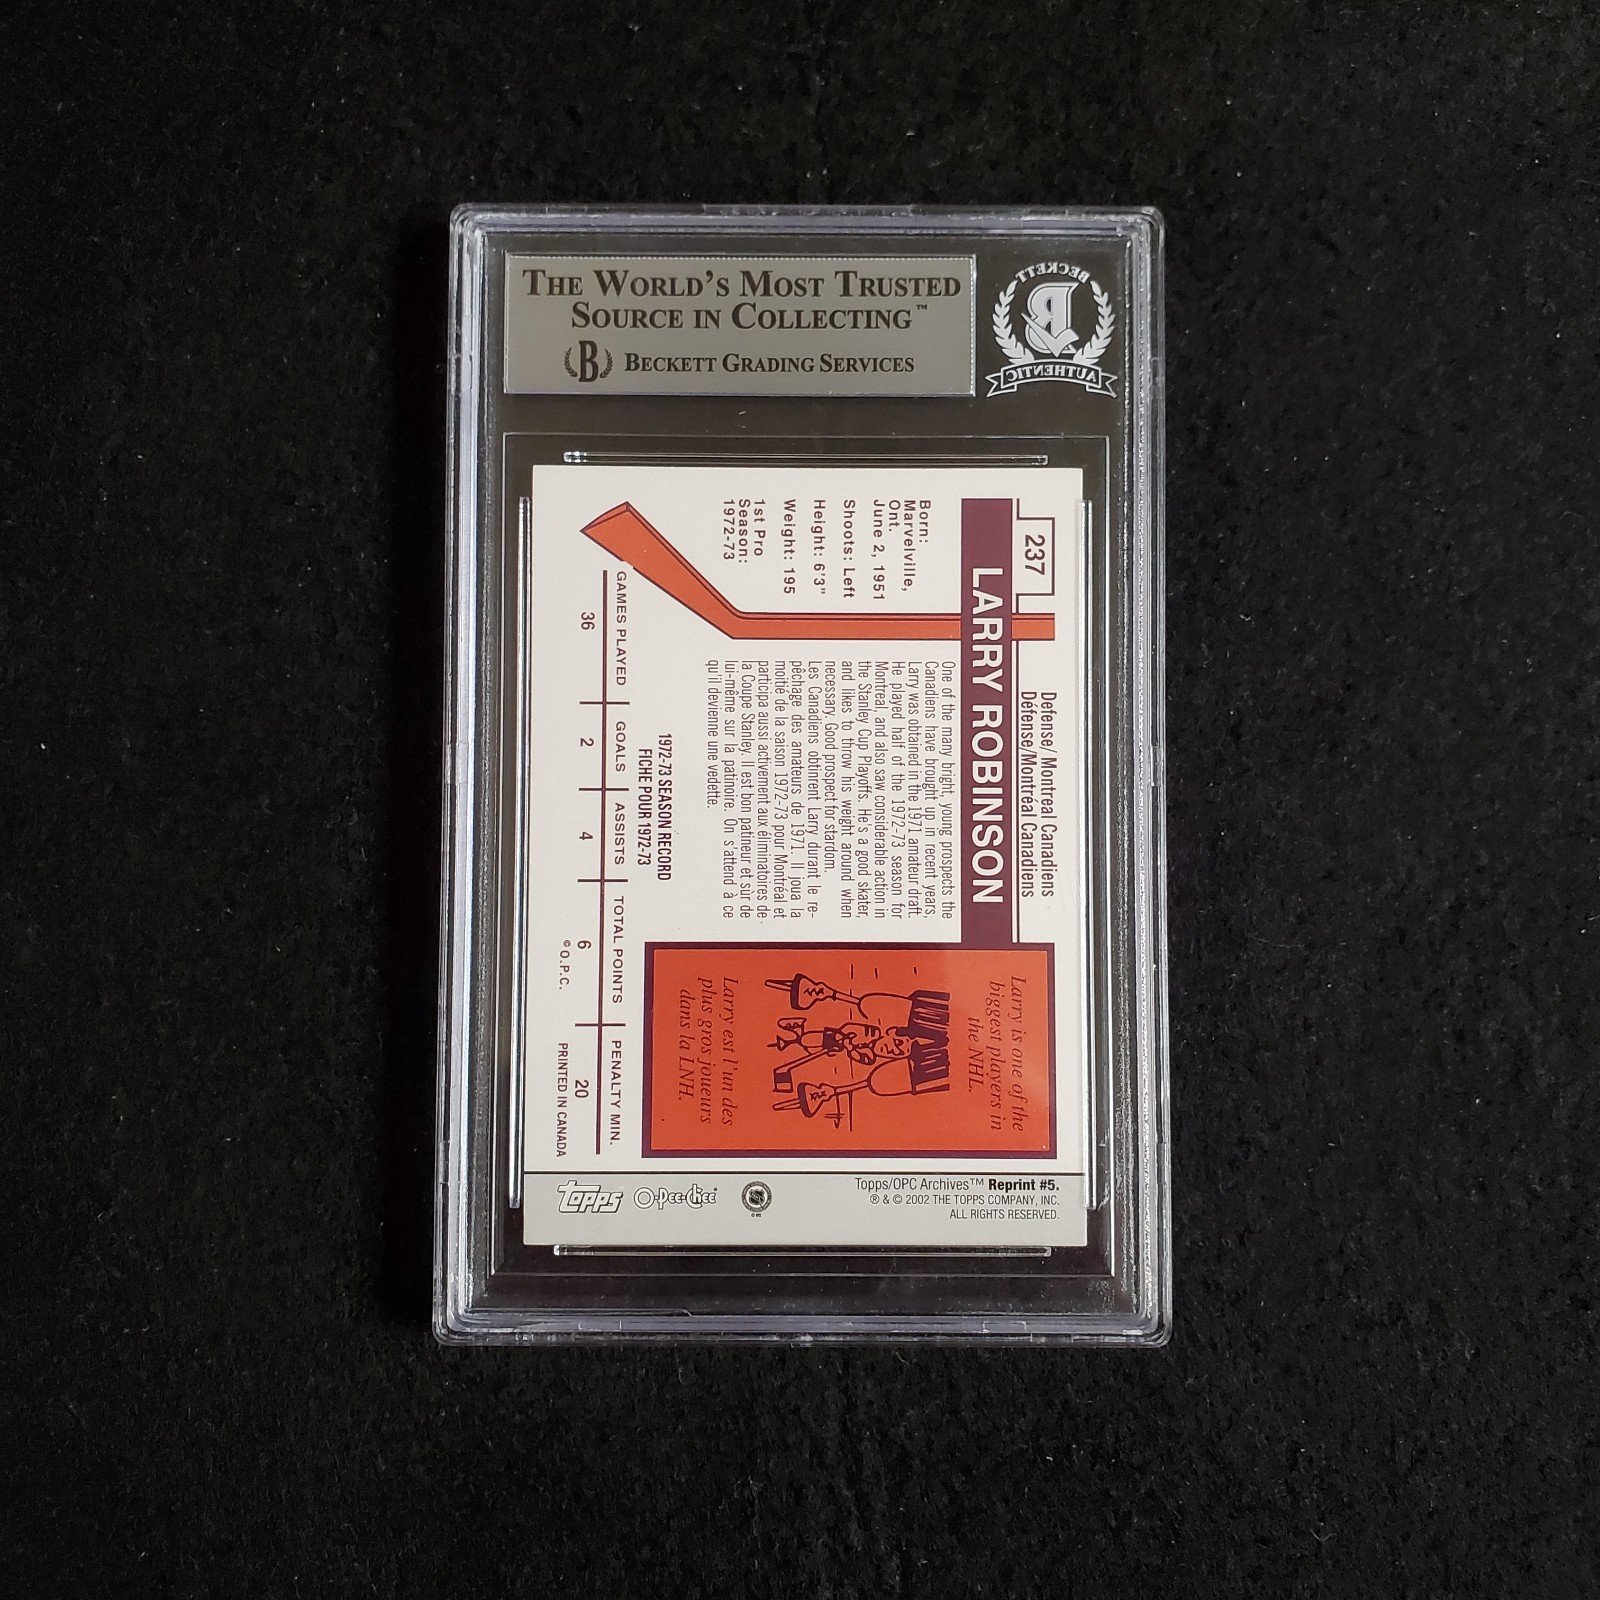 THE WORLD'S MOST TRUSTED
SOURCE IN COLLECTING™
B BECKETT GRADING SERVICES
BECKETT
AUTHENTIC
237
Defense/Montreal Canadiens
Défense/Montréal Canadiens
LARRY ROBINSON
Born:
Marvelville,
Ont.
June 2, 1951
Shoots: Left
Height: 6'3"
Weight: 195
1st Pro
Season:
1972-73
One of the many bright, young prospects the
Canadiens have brought up in recent years,
Larry was obtained in the 1971 amateur draft.
He played half of the 1972-73 season for
Montreal, and also saw considerable action in
the Stanley Cup Playoffs. He's a good skater,
and likes to throw his weight around when
necessary. Good prospect for stardom.
Les Canadiens obtinrent Larry durant le re-
pêchage des amateurs de 1971. Il joua la
moitié de la saison 1972-73 pour Montréal et
participa aussi activement aux éliminatoires de
la Coupe Stanley. Il est bon patineur et sûr de
lui-même sur la patinoire. On s'attend à ce
qu'il devienne une vedette.
Larry is one of the
biggest players in
the NHL.
Larry est l'un des
plus gros joueurs
dans la LNH.
1972-73 SEASON RECORD
FICHE POUR 1972-73
GAMES PLAYED GOALS ASSISTS TOTAL POINTS PENALTY MIN.
36 2 4 6 20
© O.P.C. PRINTED IN CANADA
Topps/OPC Archives™ Reprint #5.
® & © 2002 THE TOPPS COMPANY, INC.
ALL RIGHTS RESERVED.
O-Pee-Chee
Topps